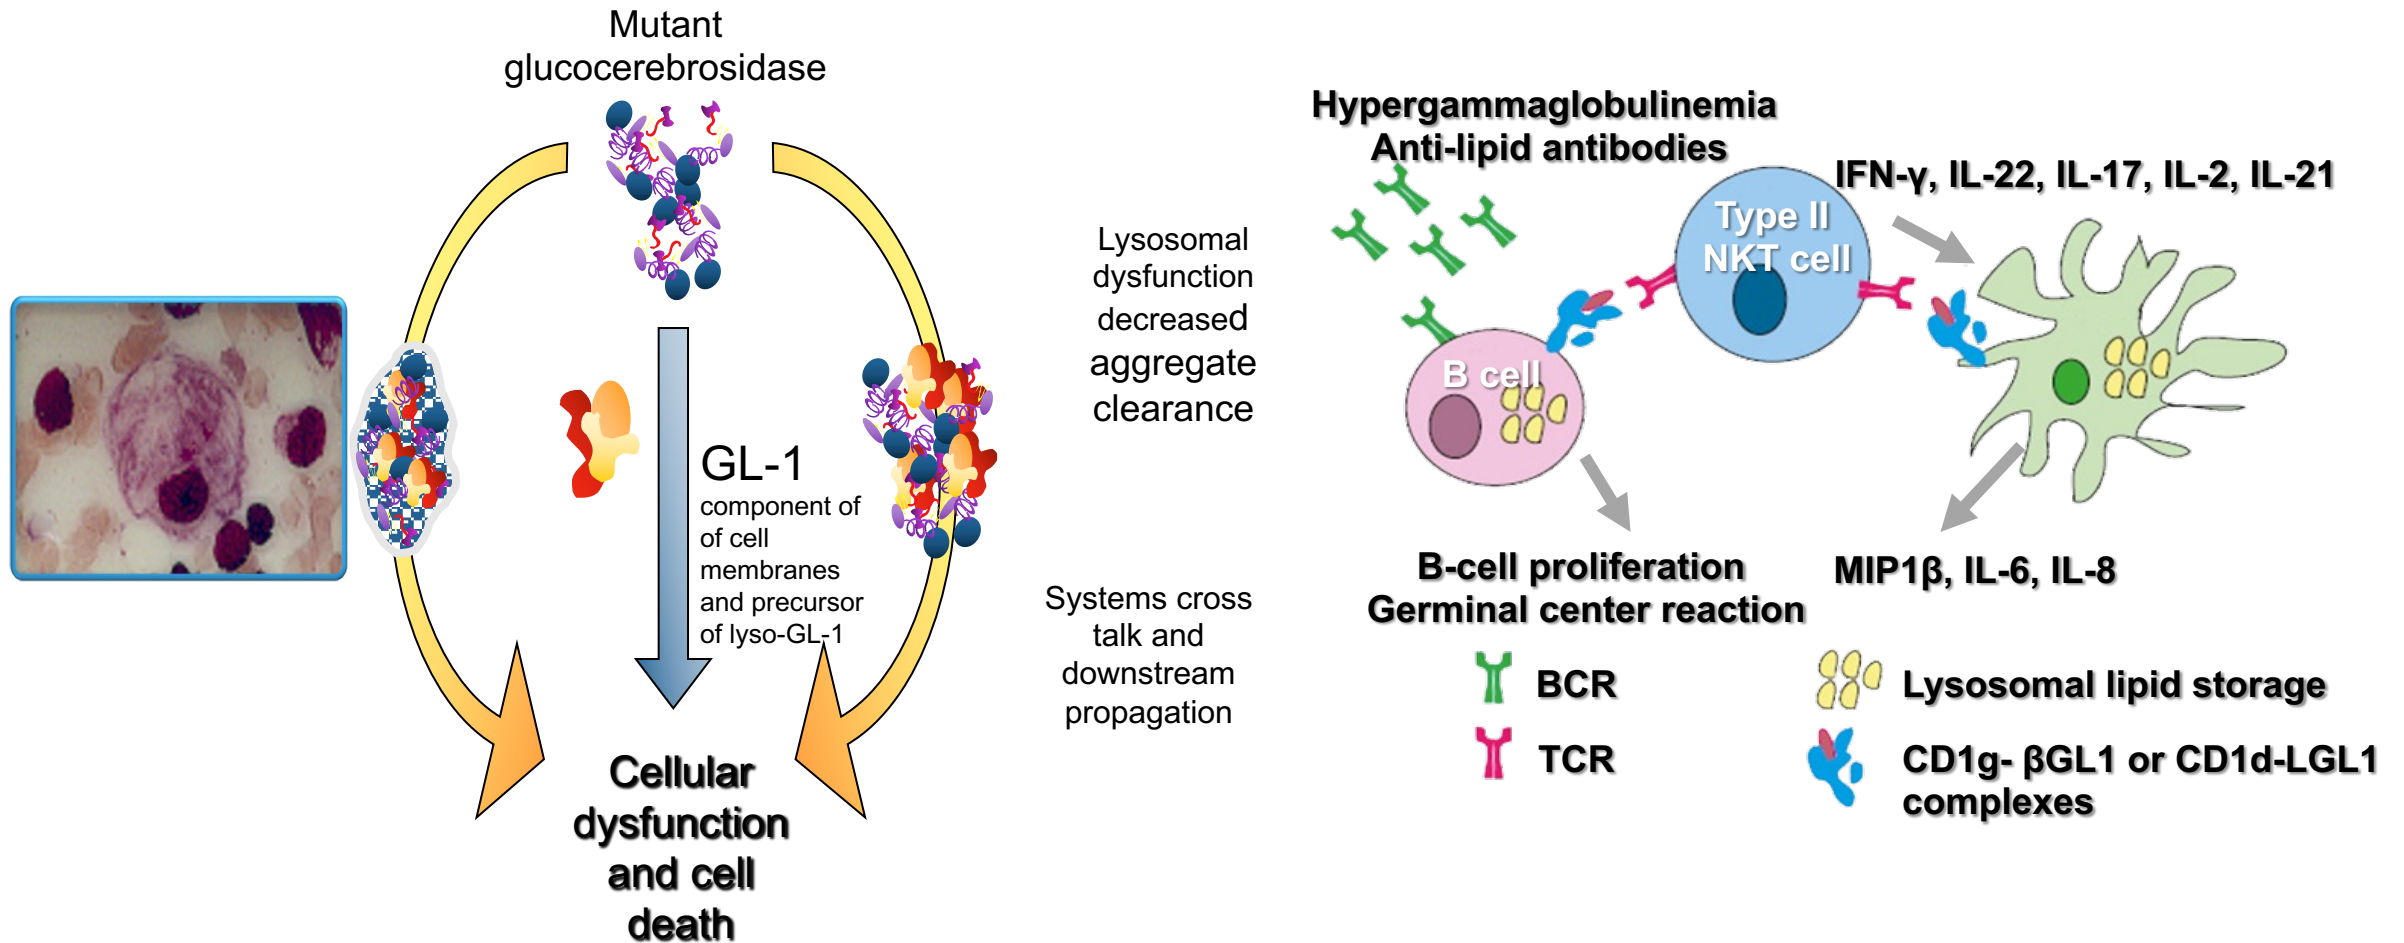 Mutant
glucocerebrosidase
GL-1
component of
of cell
membranes
and precursor
of lyso-GL-1
Cellular
dysfunction
and cell
death
Lysosomal
dysfunction
decreased
aggregate
clearance
Systems cross
talk and
downstream
propagation
Hypergammaglobulinemia
Anti-lipid antibodies
IFN-γ, IL-22, IL-17, IL-2, IL-21
Type II
NKT cell
B cell
B-cell proliferation
Germinal center reaction
MIP1β, IL-6, IL-8
BCR
TCR
Lysosomal lipid storage
CD1g- βGL1 or CD1d-LGL1
complexes